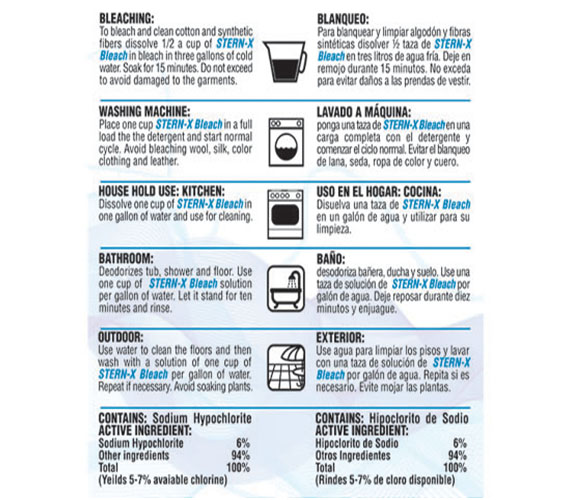 BLEACHING:
To bleach and clean cotton and synthetic
fibers dissolve 1/2 a cup of STERN-X
Bleach in bleach in three gallons of cold
water. Soak for 15 minutes. Do not exceed
to avoid damaged to the garments.
WASHING MACHINE:
Place one cup STERN-X Bleach in a full
load the the detergent and start normal
cycle. Avoid bleaching wool, silk, color
clothing and leather.
HOUSE HOLD USE: KITCHEN:
Dissolve one cup of STERN-X Bleach in
one gallon of water and use for cleaning.
BATHROOM:
Deodorizes tub, shower and floor. Use
one cup of STERN-X Bleach solution
per gallon of water. Let it stand for ten
minutes and rinse.
OUTDOOR:
Use water to clean the floors and then
wash with a solution of one cup of
STERN-X Bleach per gallon of water.
Repeat if necessary. Avoid soaking plants.
CONTAINS: Sodium Hypochlorite
ACTIVE INGREDIENT:
Sodium Hypochlorite 6%
Other ingredients 94%
Total 100%
(Yeilds 5-7% avaiable chlorine)
BLANQUEO:
Para blanquear y limpiar algodón y fibras
sintéticas disolver ½ taza de STERN-X
Bleach en tres litros de agua fría. Deje en
remojo durante 15 minutos. No exceda
para evitar daños a las prendas de vestir.
LAVADO A MÁQUINA:
ponga una taza de STERN-X Bleach en una
carga completa con el detergente y
comenzar el ciclo normal. Evitar el blanqueo
de lana, seda, ropa de color y cuero.
USO EN EL HOGAR: COCINA:
Disuelva una taza de STERN-X Bleach
en un galón de agua y utilizar para su
limpieza.
BAÑO:
desodoriza bañera, ducha y suelo. Use una
taza de solución de STERN-X Bleach por
galón de agua. Deje reposar durante diez
minutos y enjuague.
EXTERIOR:
Use agua para limpiar los pisos y lavar
con una taza de solución de STERN-X
Bleach por galón de agua. Repita si es
necesario. Evite mojar las plantas.
CONTAINS: Hipoclorito de Sodio
ACTIVE INGREDIENT:
Hipoclorito de Sodio 6%
Otros Ingredientes 94%
Total 100%
(Rindes 5-7% de cloro disponible)